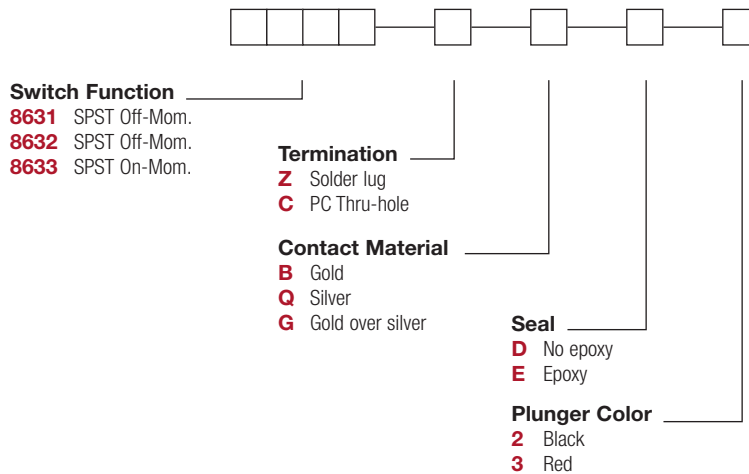 Switch Function
8631 SPST Off-Mom.
8632 SPST Off-Mom.
8633 SPST On-Mom.
Termination
Z Solder lug
C PC Thru-hole
Contact Material
B Gold
Q Silver
G Gold over silver
Seal
D No epoxy
E Epoxy
Plunger Color
2 Black
3 Red